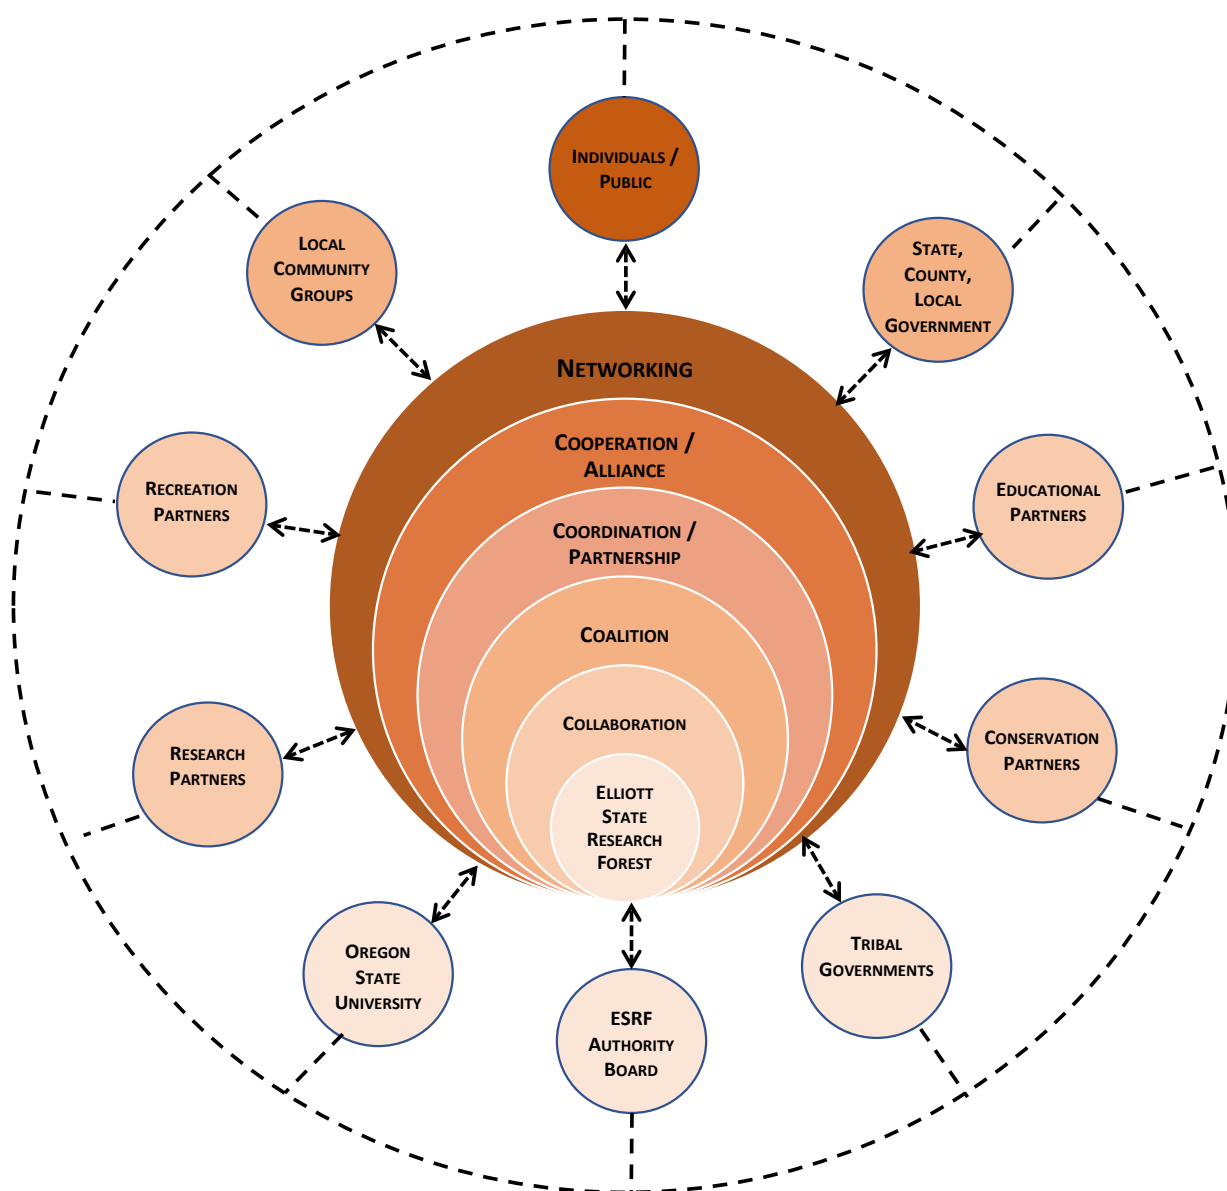 Individuals /
Public
Local
Community
Groups
State,
County,
Local
Government
Networking
Cooperation /
Alliance
Recreation
Partners
Educational
Partners
Coordination /
Partnership
Coalition
Collaboration
Research
Partners
Conservation
Partners
Elliott
State
Research
Forest
Oregon
State
University
Tribal
Governments
ESRF
Authority
Board